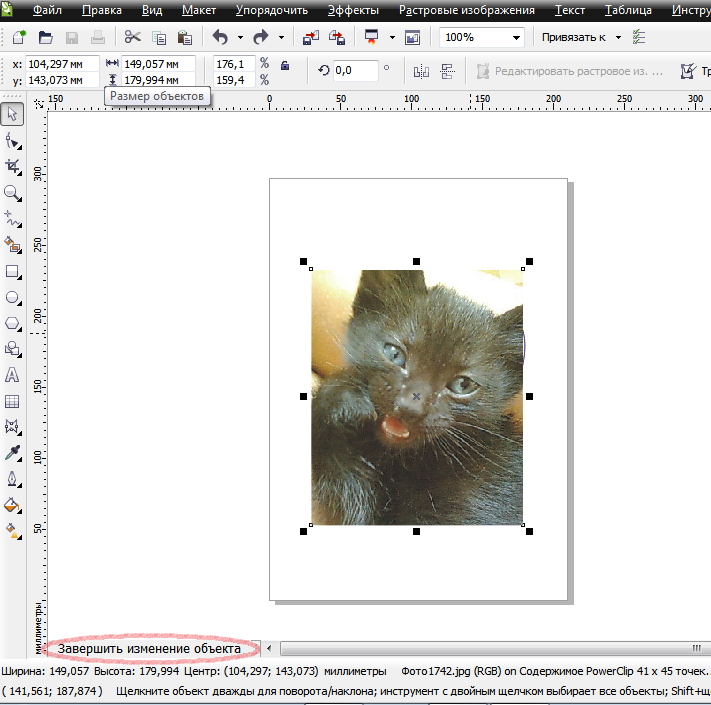 Файл Правка Вид Макет Упорядочить Эффекты Растровые изображения Текст Таблица Инстру
100% Привязать к
x: 104,297 мм 149,057 мм 176,1 % 0,0 ° Редактировать растровое из. ... Тр
y: 143,073 мм 179,994 мм 159,4 %
Размер объектов
150 0 50 100 150 200 250 300
300
250
200
150
100
50
миллиметры
Завершить изменение объекта
Ширина: 149,057 Высота: 179,994 Центр: (104,297; 143,073) миллиметры Фото1742.jpg (RGB) on Содержимое PowerClip 41 x 45 точек..
( 141,561; 187,874 ) Щелкните объект дважды для поворота/наклона; инструмент с двойным щелчком выбирает все объекты; Shift+щ